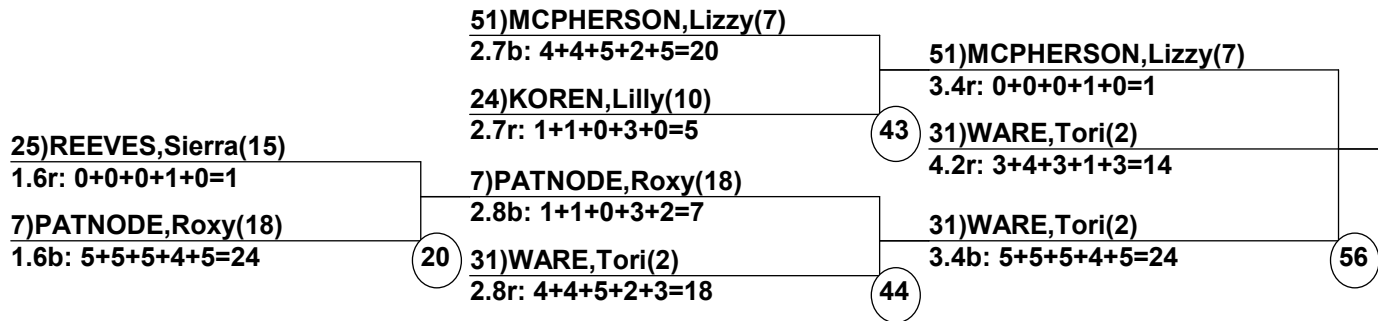 51)MCPHERSON,Lizzy(7)
2.7b: 4+4+5+2+5=20
51)MCPHERSON,Lizzy(7)
3.4r: 0+0+0+1+0=1
24)KOREN,Lilly(10)
2.7r: 1+1+0+3+0=5
43
31)WARE,Tori(2)
4.2r: 3+4+3+1+3=14
25)REEVES,Sierra(15)
1.6r: 0+0+0+1+0=1
7)PATNODE,Roxy(18)
2.8b: 1+1+0+3+2=7
7)PATNODE,Roxy(18)
1.6b: 5+5+5+4+5=24
20
31)WARE,Tori(2)
3.4b: 5+5+5+4+5=24
56
31)WARE,Tori(2)
2.8r: 4+4+5+2+3=18
44